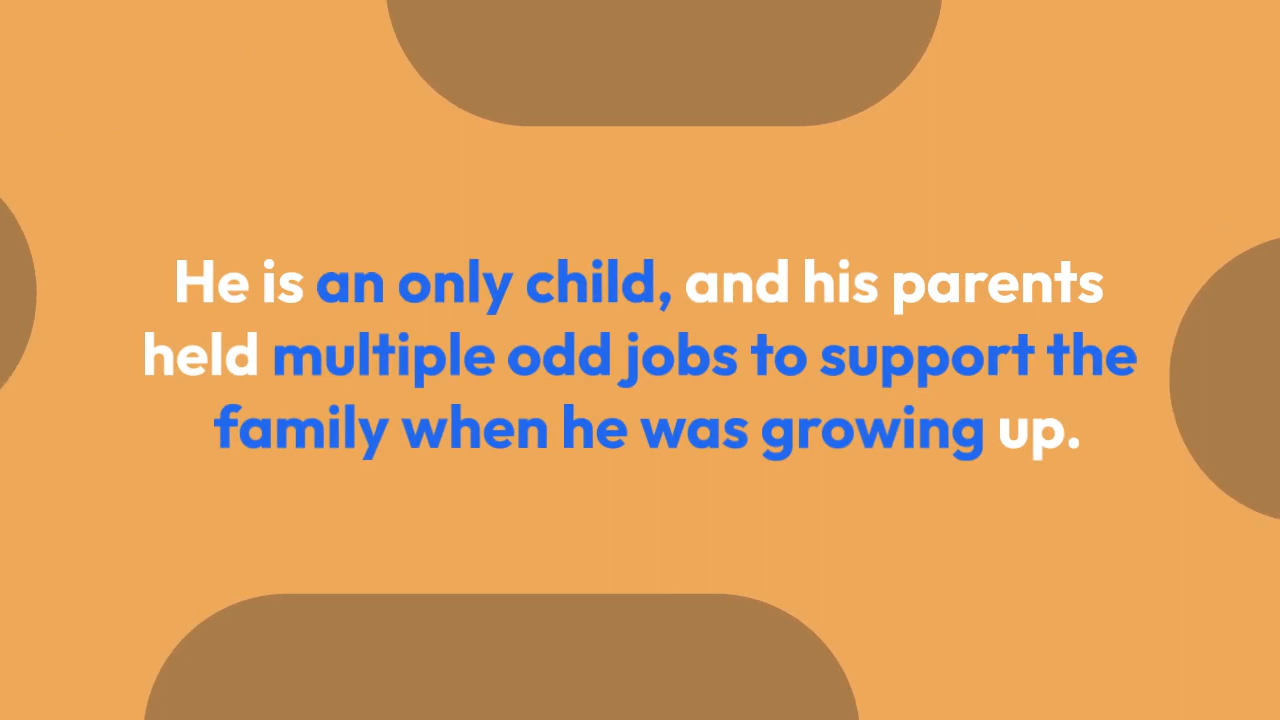 He is an only child, and his parents
held multiple odd jobs to support the
family when he was growing up.